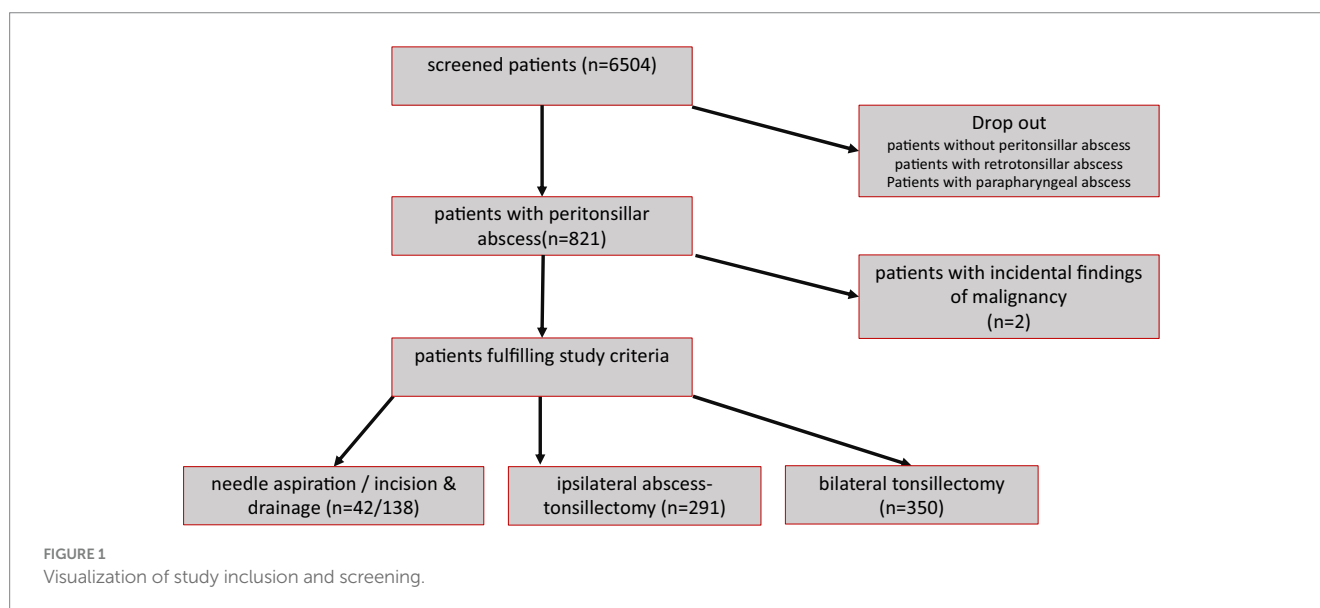 screened patients (n=6504)
Drop out
patients without peritonsillar abscess
patients with retrotonsillar abscess
Patients with parapharyngeal abscess
patients with peritonsillar
abscess(n=821)
patients with incidental findings
of malignancy
(n=2)
patients fulfilling study criteria
needle aspiration / incision &
drainage (n=42/138)
ipsilateral abscess-
tonsillectomy (n=291)
bilateral tonsillectomy
(n=350)
FIGURE 1
Visualization of study inclusion and screening.